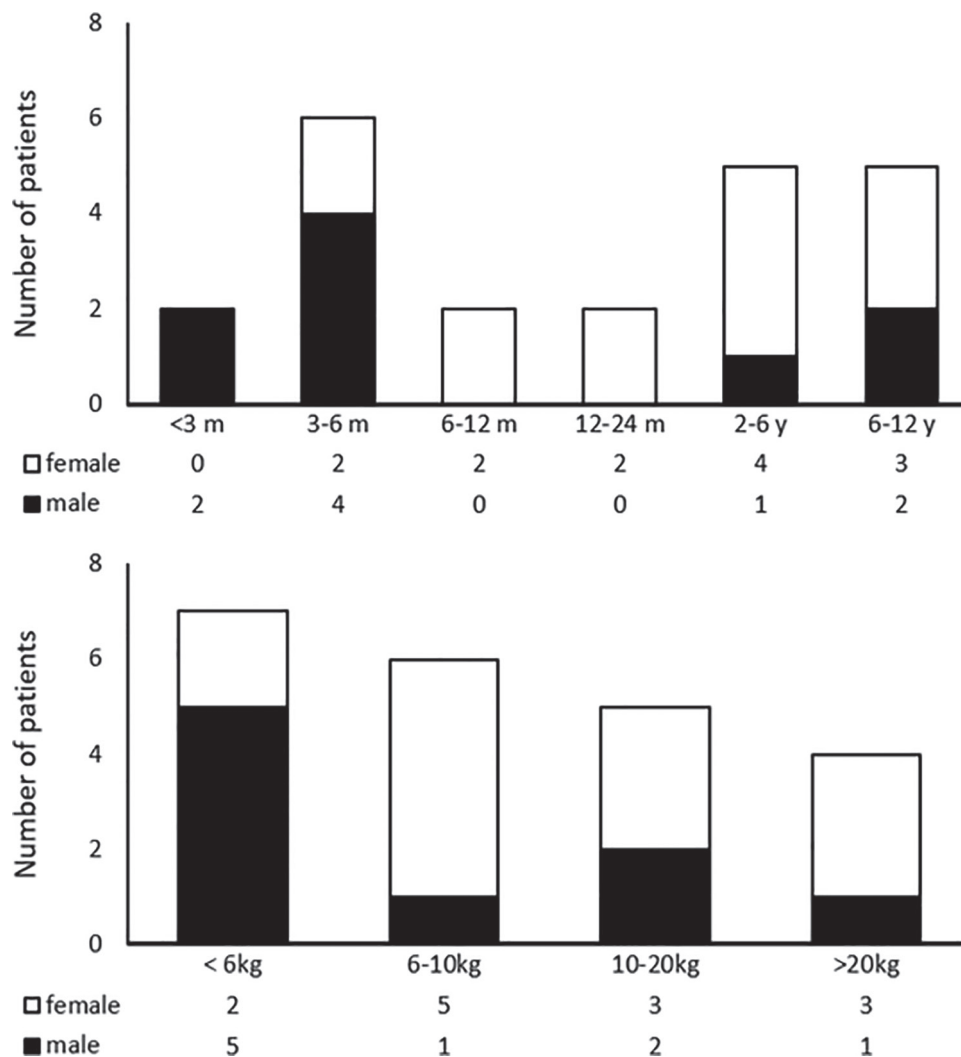 8
6
4
2
0
Number of patients
<3 m 3-6 m 6-12 m 12-24 m 2-6 y 6-12 y
female 0 2 2 2 4 3
male 2 4 0 0 1 2
8
6
4
2
0
Number of patients
< 6kg 6-10kg 10-20kg >20kg
female 2 5 3 3
male 5 1 2 1